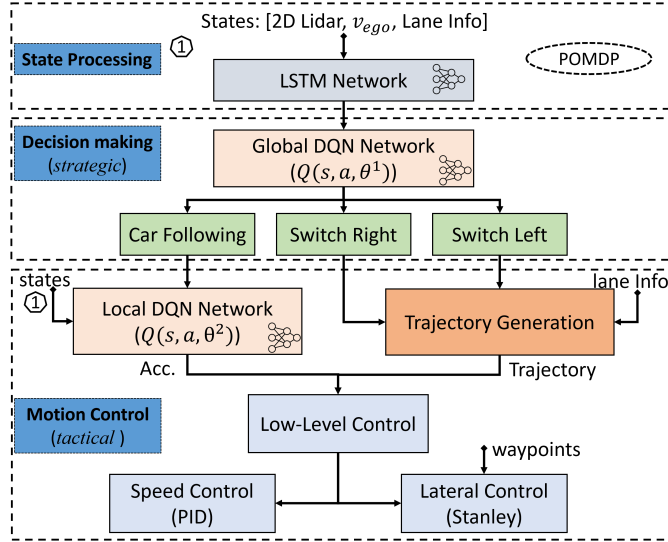 States: [2D Lidar, v_ego, Lane Info]
State Processing
1
POMDP
LSTM Network
Decision making
(strategic)
Global DQN Network
(Q(s, a, θ¹))
Car Following
Switch Right
Switch Left
states
1
lane Info
Local DQN Network
(Q(s, a, θ²))
Trajectory Generation
Acc.
Trajectory
Motion Control
(tactical )
Low-Level Control
waypoints
Speed Control
(PID)
Lateral Control
(Stanley)